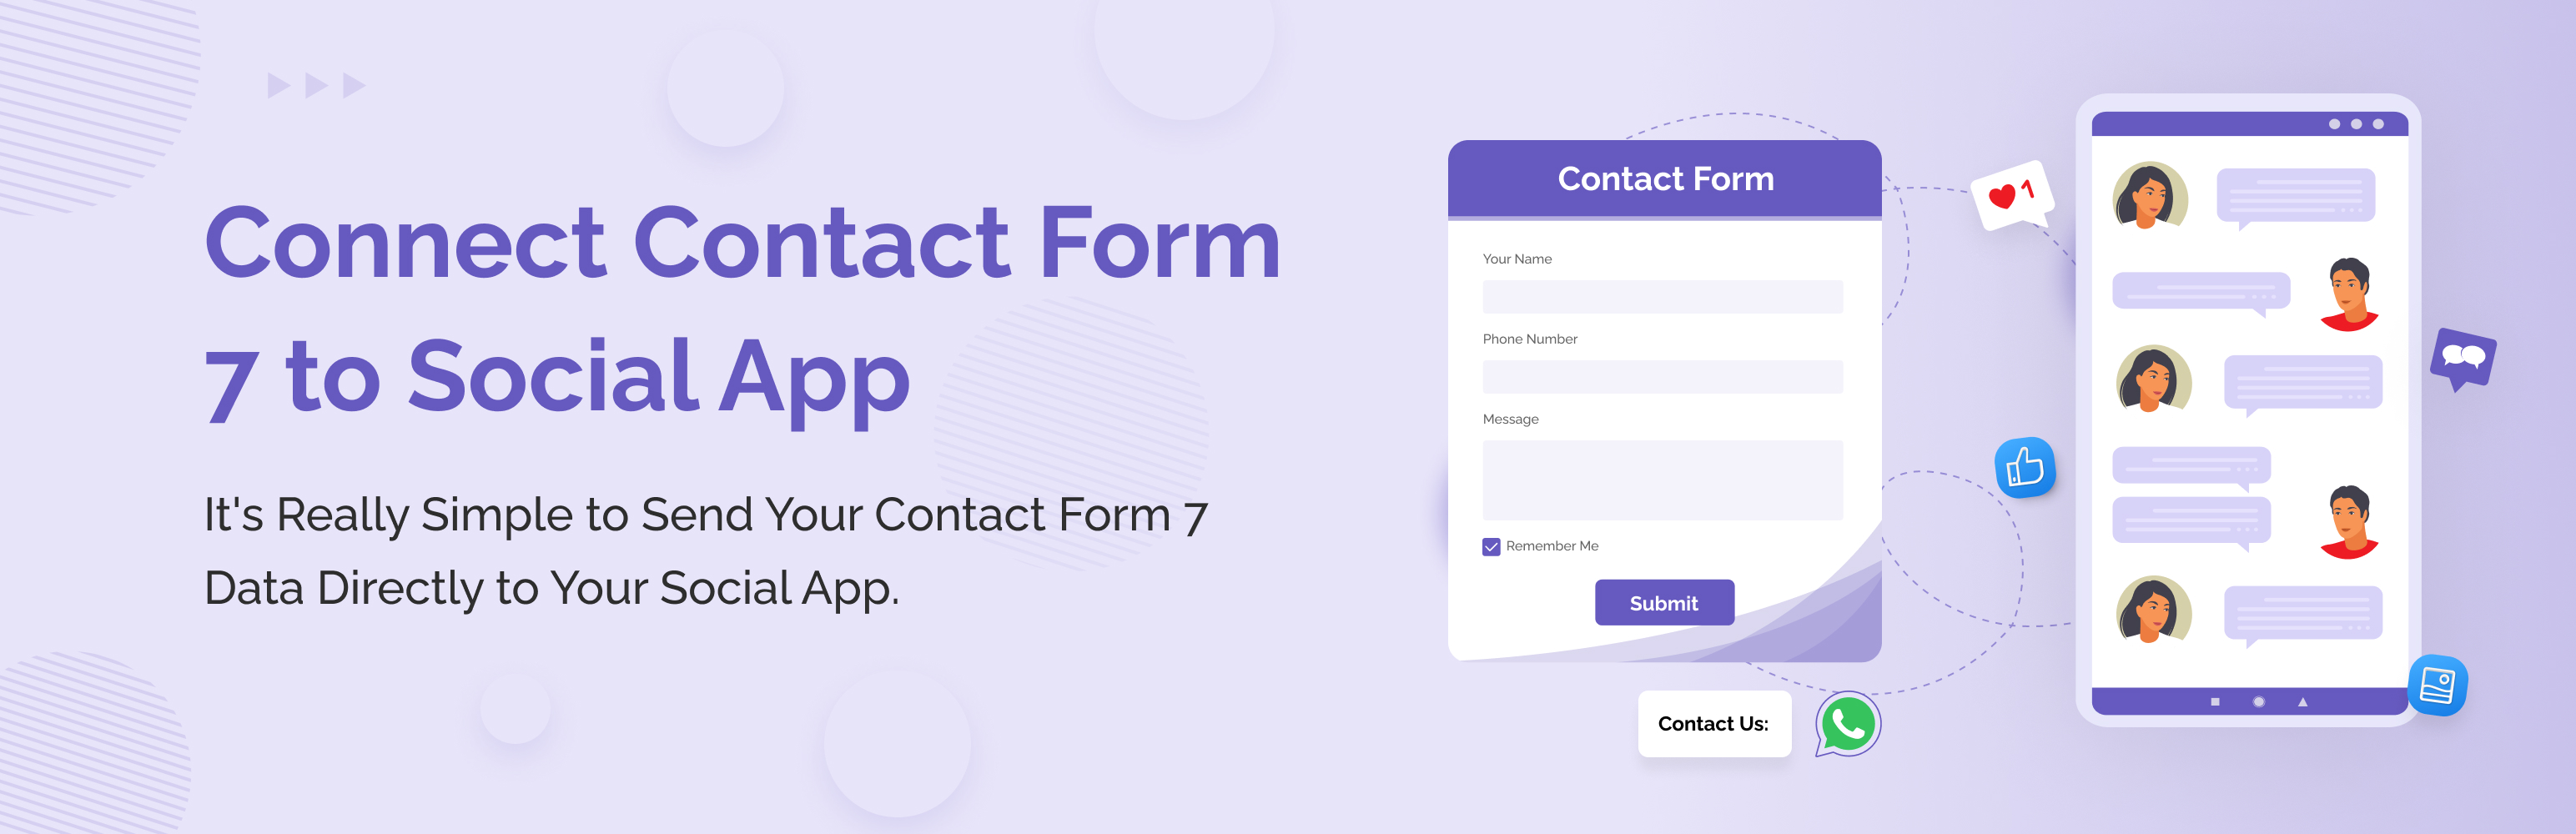 Connect Contact Form
7 to Social App
It's Really Simple to Send Your Contact Form 7
Data Directly to Your Social App.
Contact Form
Your Name
Phone Number
Message
Remember Me
Submit
Contact Us:
1